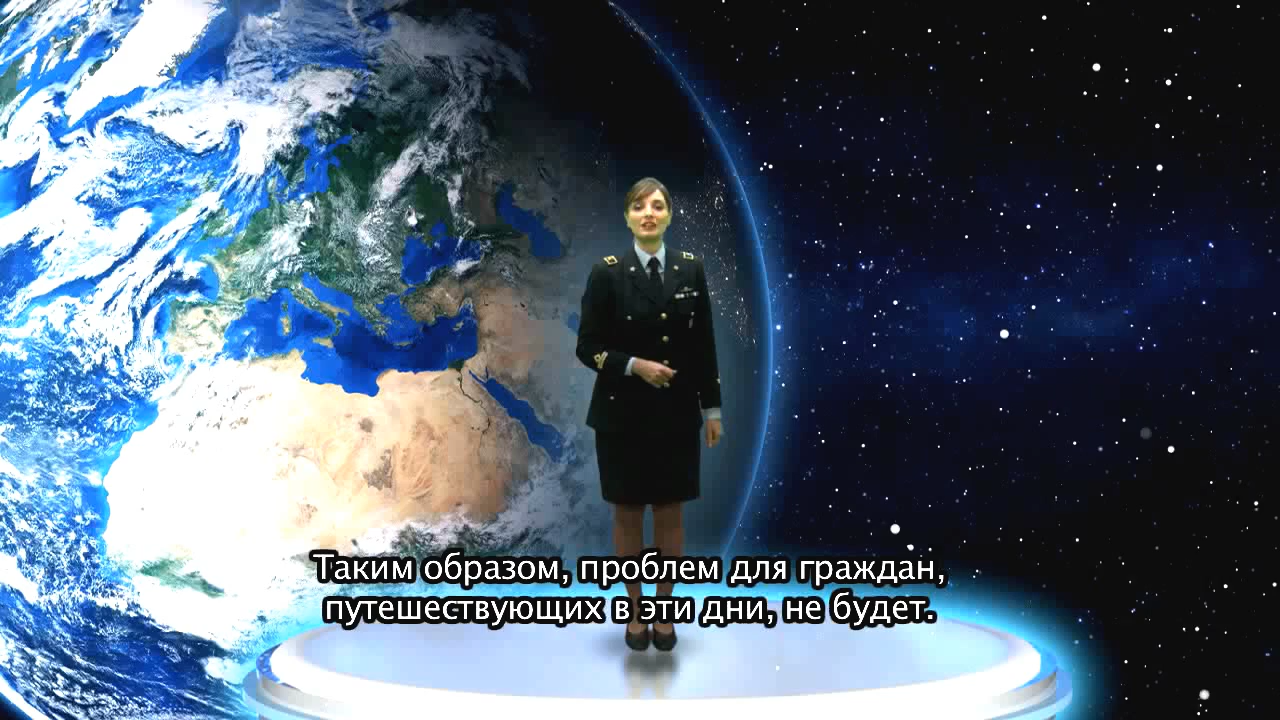 Таким образом, проблем для граждан,
путешествующих в эти дни, не будет.